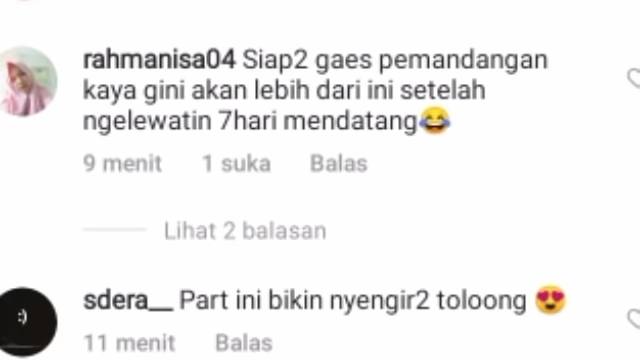 rahmanisa04 Siap2 gaes pemandangan
kaya gini akan lebih dari ini setelah
ngelewatin 7hari mendatang😂
9 menit 1 suka Balas
Lihat 2 balasan
:)
sdera__ Part ini bikin nyengir2 toloong 😍
11 menit Balas